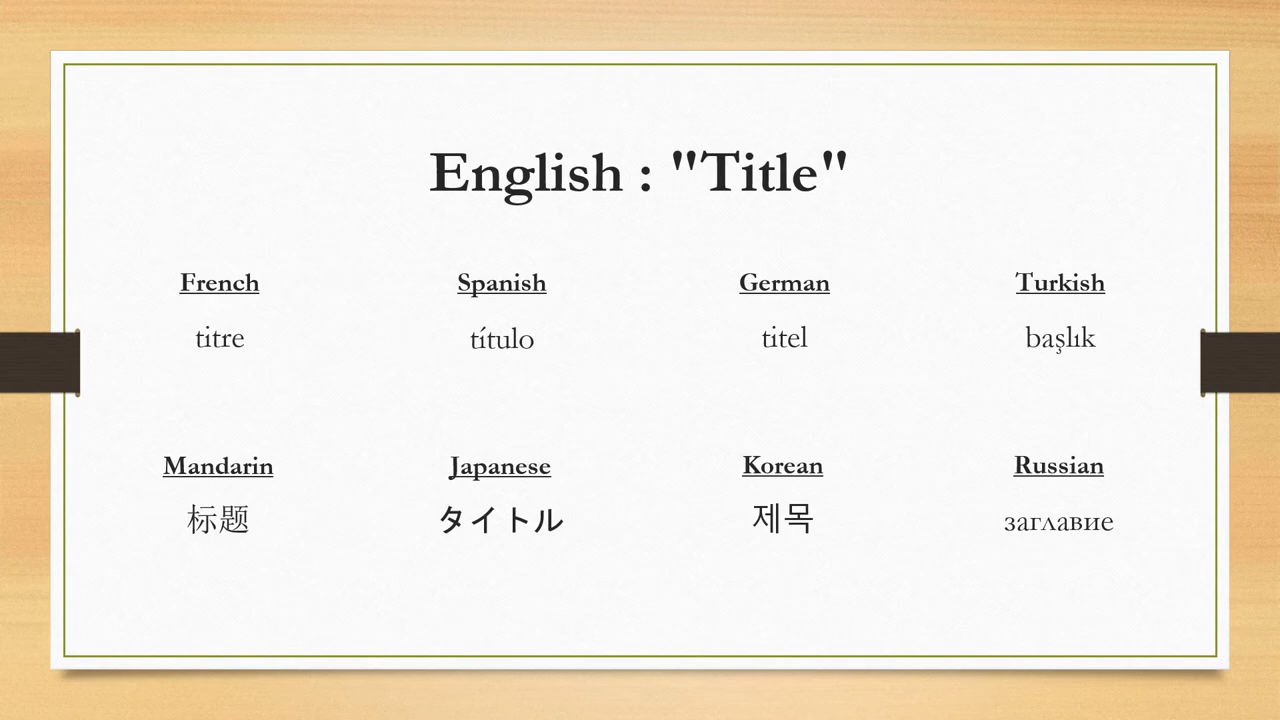 English : "Title"
French Spanish German Turkish
titre título titel başlık
Mandarin Japanese Korean Russian
标题 タイトル 제목 заглавие